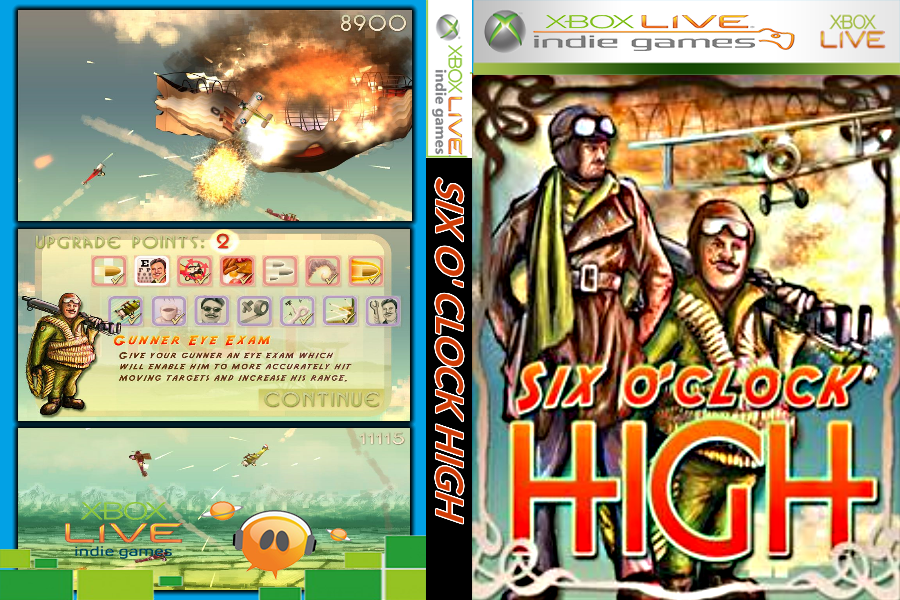 8900
UPGRADE POINTS: 2
E
GUNNER EYE EXAM
GIVE YOUR GUNNER AN EYE EXAM WHICH
WILL ENABLE HIM TO MORE ACCURATELY HIT
MOVING TARGETS AND INCREASE HIS RANGE.
CONTINUE
11115
XBOX
LIVE
indie games
XBOX LIVE
indie games
SIX O'CLOCK HIGH
XBOX LIVE
indie games
XBOX
LIVE
SIX O'CLOCK
HIGH